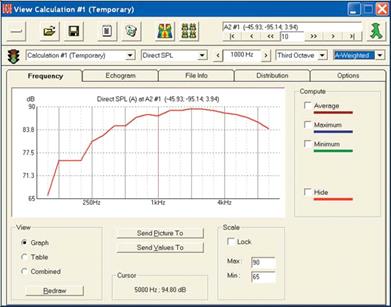 View Calculation #1 (Temporary)
A2 #1 (-45.93, -95.14; 3.94)
10
Calculation #1 (Temporary)
Direct SPL
1000 Hz
Third Octave
A-Weighted
Frequency
Echogram
File Info
Distribution
Options
dB
Direct SPL (A) at A2 #1 (-45.93, -95.14; 3.94)
90
83.8
77.5
71.3
65
250Hz
1kHz
4kHz
Compute
Average
Maximum
Minimum
Hide
View
Graph
Table
Combined
Redraw
Send Picture To
Send Values To
Cursor
5000 Hz ; 94.80 dB
Scale
Lock
Max : 90
Min : 65